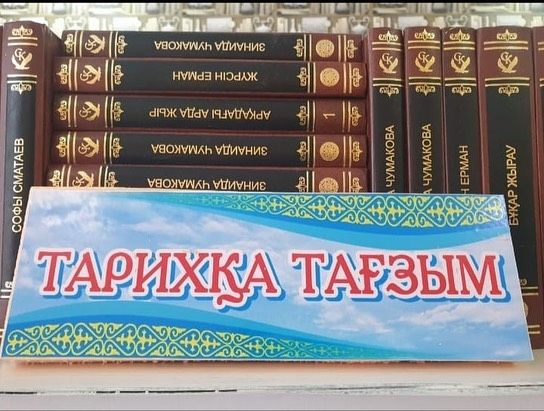 СОФЫ СМАТАЕВ
ЗИНАИДА ЧУМАКОВА
ЖҮРСІН ЕРМАН
АРҚАДАҒЫ АРДА ЖЫР 1
ЗИНАИДА ЧУМАКОВА
ЗИНАИДА ЧУМАКОВА
ЧУМАКОВА
ЧУМАКОВА
ЕРМАН
БҰҚАР ЖЫРАУ
ТАРИХҚА ТАҒЗЫМ